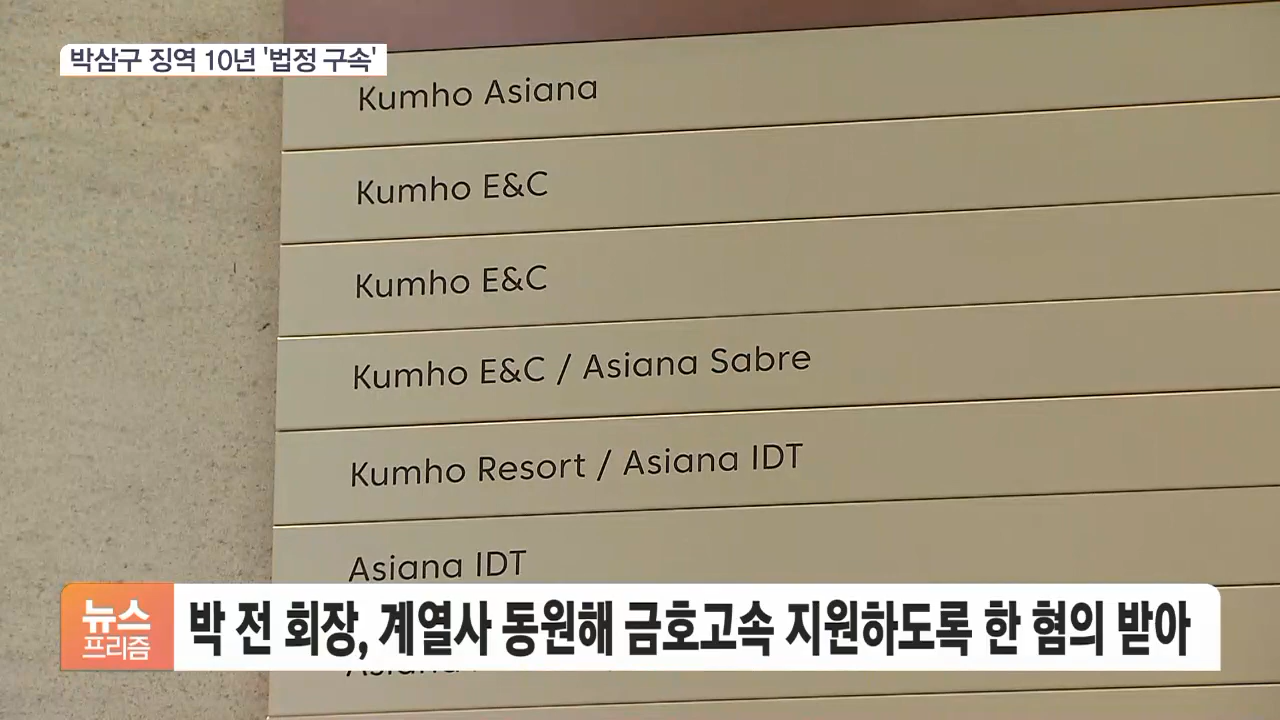 박삼구 징역 10년 '법정 구속'
Kumho Asiana
Kumho E&C
Kumho E&C
Kumho E&C / Asiana Sabre
Kumho Resort / Asiana IDT
Asiana IDT
뉴스
프리즘
박 전 회장, 계열사 동원해 금호고속 지원하도록 한 혐의 받아